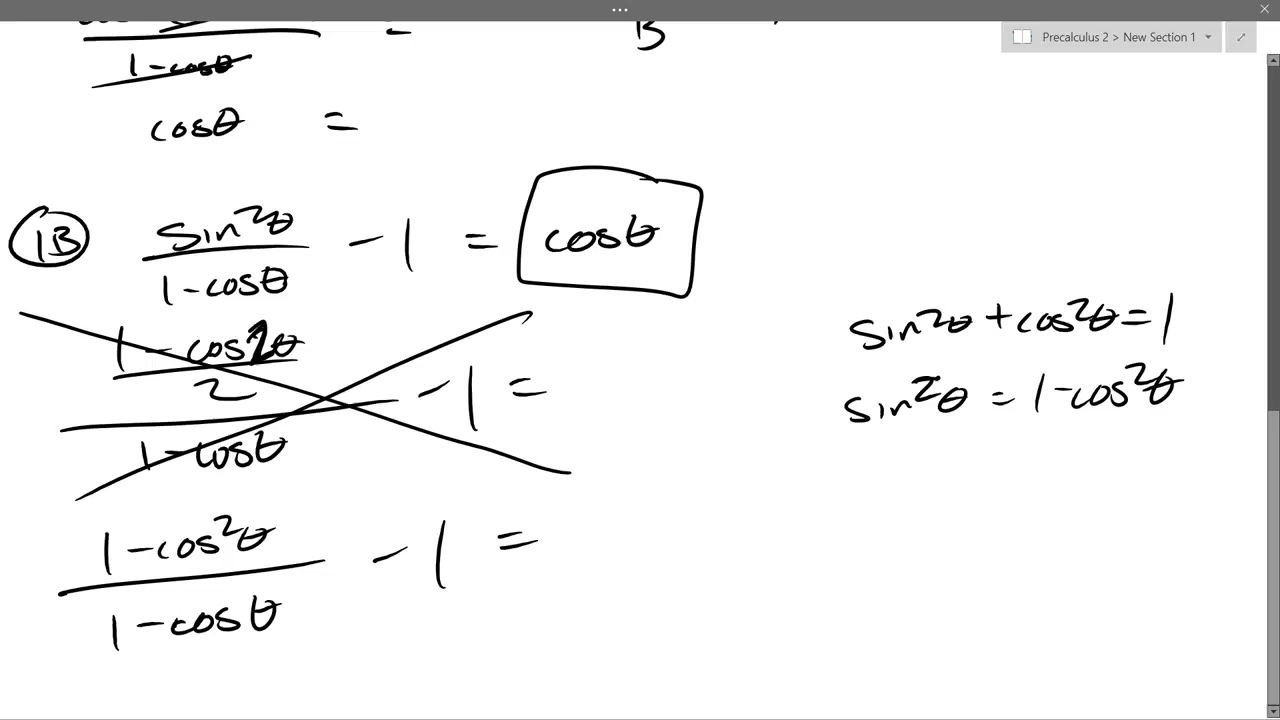 Precalculus 2 > New Section 1
B
1-cosθ
cosθ =
1B sin²θ/(1-cosθ) - 1 = cosθ
((1-cos2θ)/2)/(1-cosθ) - 1 =
(1-cos²θ)/(1-cosθ) - 1 =
sin²θ + cos²θ = 1
sin²θ = 1-cos²θ